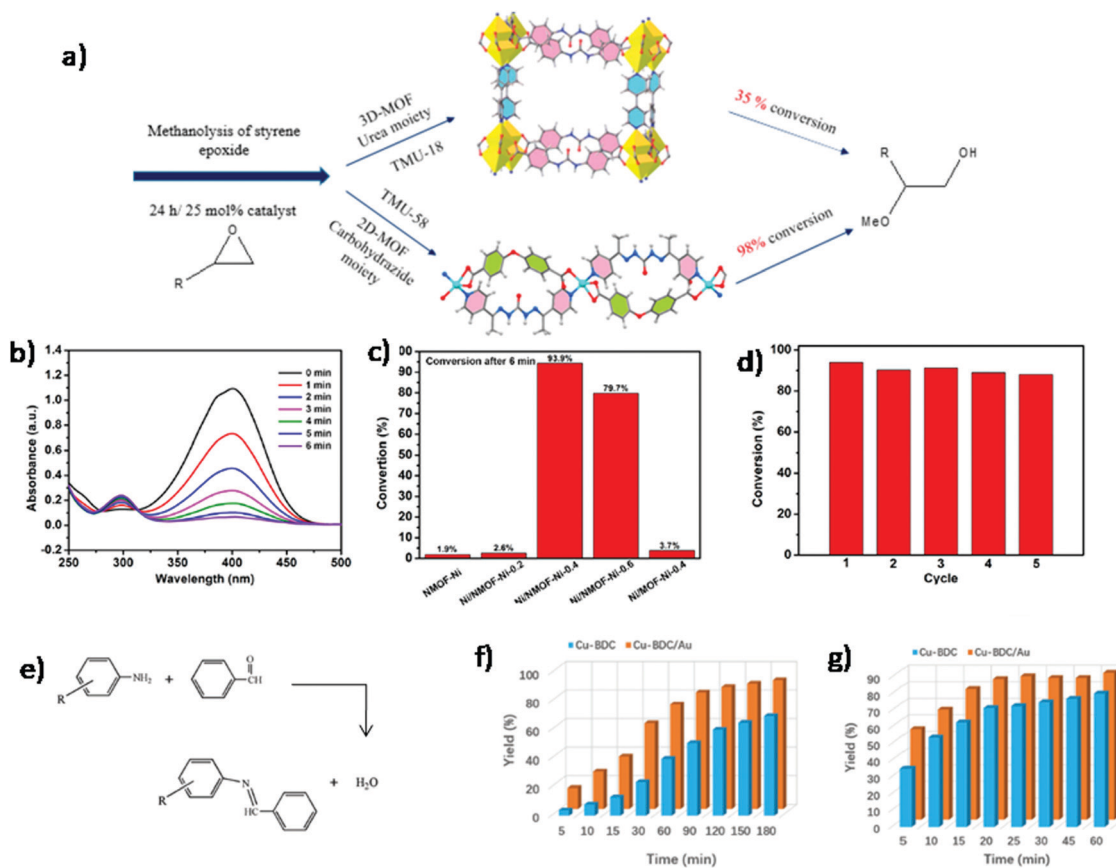 a)
Methanolysis of styrene
epoxide
24 h/ 25 mol% catalyst
O
R
3D-MOF
Urea moiety
TMU-18
TMU-58
2D-MOF
Carbohydrazide
moiety
35 % conversion
98% conversion
R
OH
MeO
b)
Absorbance (a.u.)
1.4
1.2
1.0
0.8
0.6
0.4
0.2
0.0
-0.2
250 300 350 400 450 500
Wavelength (nm)
0 min
1 min
2 min
3 min
4 min
5 min
6 min
c)
Conversion after 6 min
Convertion (%)
00
90
80
70
60
50
40
30
20
10
0
1.9%
2.6%
93.9%
79.7%
3.7%
NMOF-Ni
Ni/NMOF-Ni-0.2
Ni/NMOF-Ni-0.4
Ni/NMOF-Ni-0.6
Ni/MOF-Ni-0.4
d)
Conversion (%)
100
80
60
40
20
0
1 2 3 4 5
Cycle
e)
R
NH₂
+
O
CH
R
N
HC
+ H₂O
f)
Cu-BDC Cu-BDC/Au
Yield (%)
100
80
60
40
20
0
5 10 15 30 60 90 120 150 180
Time (min)
g)
Cu-BDC Cu-BDC/Au
Yield (%)
90
80
70
60
50
40
30
20
10
0
5 10 15 20 25 30 45 60
Time (min)